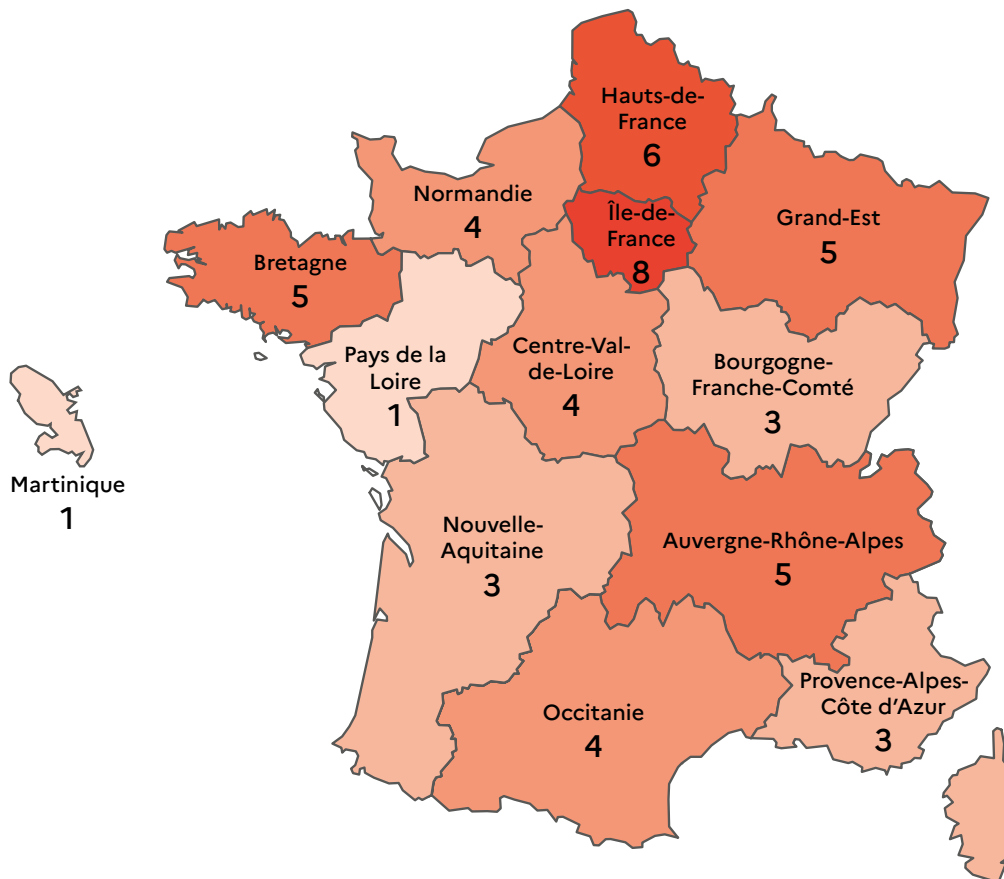 Hauts-de-
France
6
Normandie
4
Île-de-
France
8
Grand-Est
5
Bretagne
5
Pays de la
Loire
1
Centre-Val-
de-Loire
4
Bourgogne-
Franche-Comté
3
Martinique
1
Nouvelle-
Aquitaine
3
Auvergne-Rhône-Alpes
5
Provence-Alpes-
Côte d'Azur
3
Occitanie
4